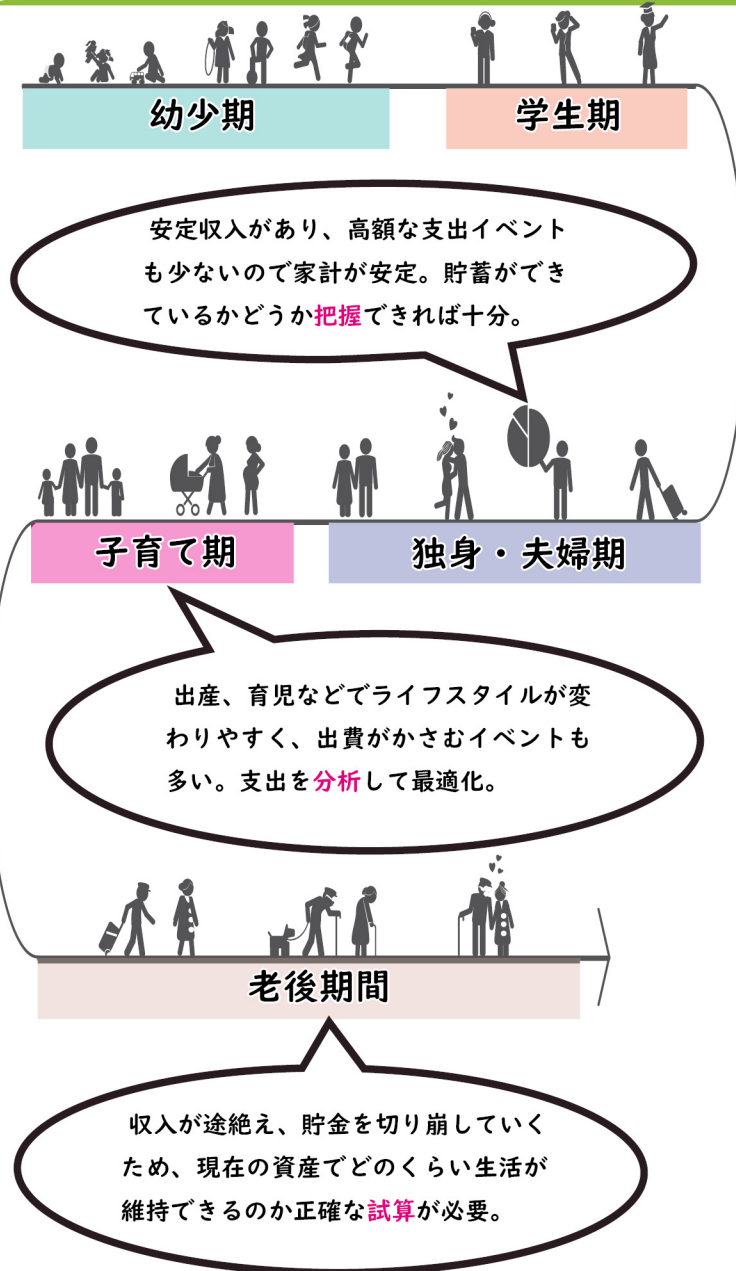 幼少期
学生期
安定収入があり、高額な支出イベント
も少ないので家計が安定。貯蓄ができ
ているかどうか把握できれば十分。
子育て期
独身・夫婦期
出産、育児などでライフスタイルが変
わりやすく、出費がかさむイベントも
多い。支出を分析して最適化。
老後期間
収入が途絶え、貯金を切り崩していく
ため、現在の資産でどのくらい生活が
維持できるのか正確な試算が必要。